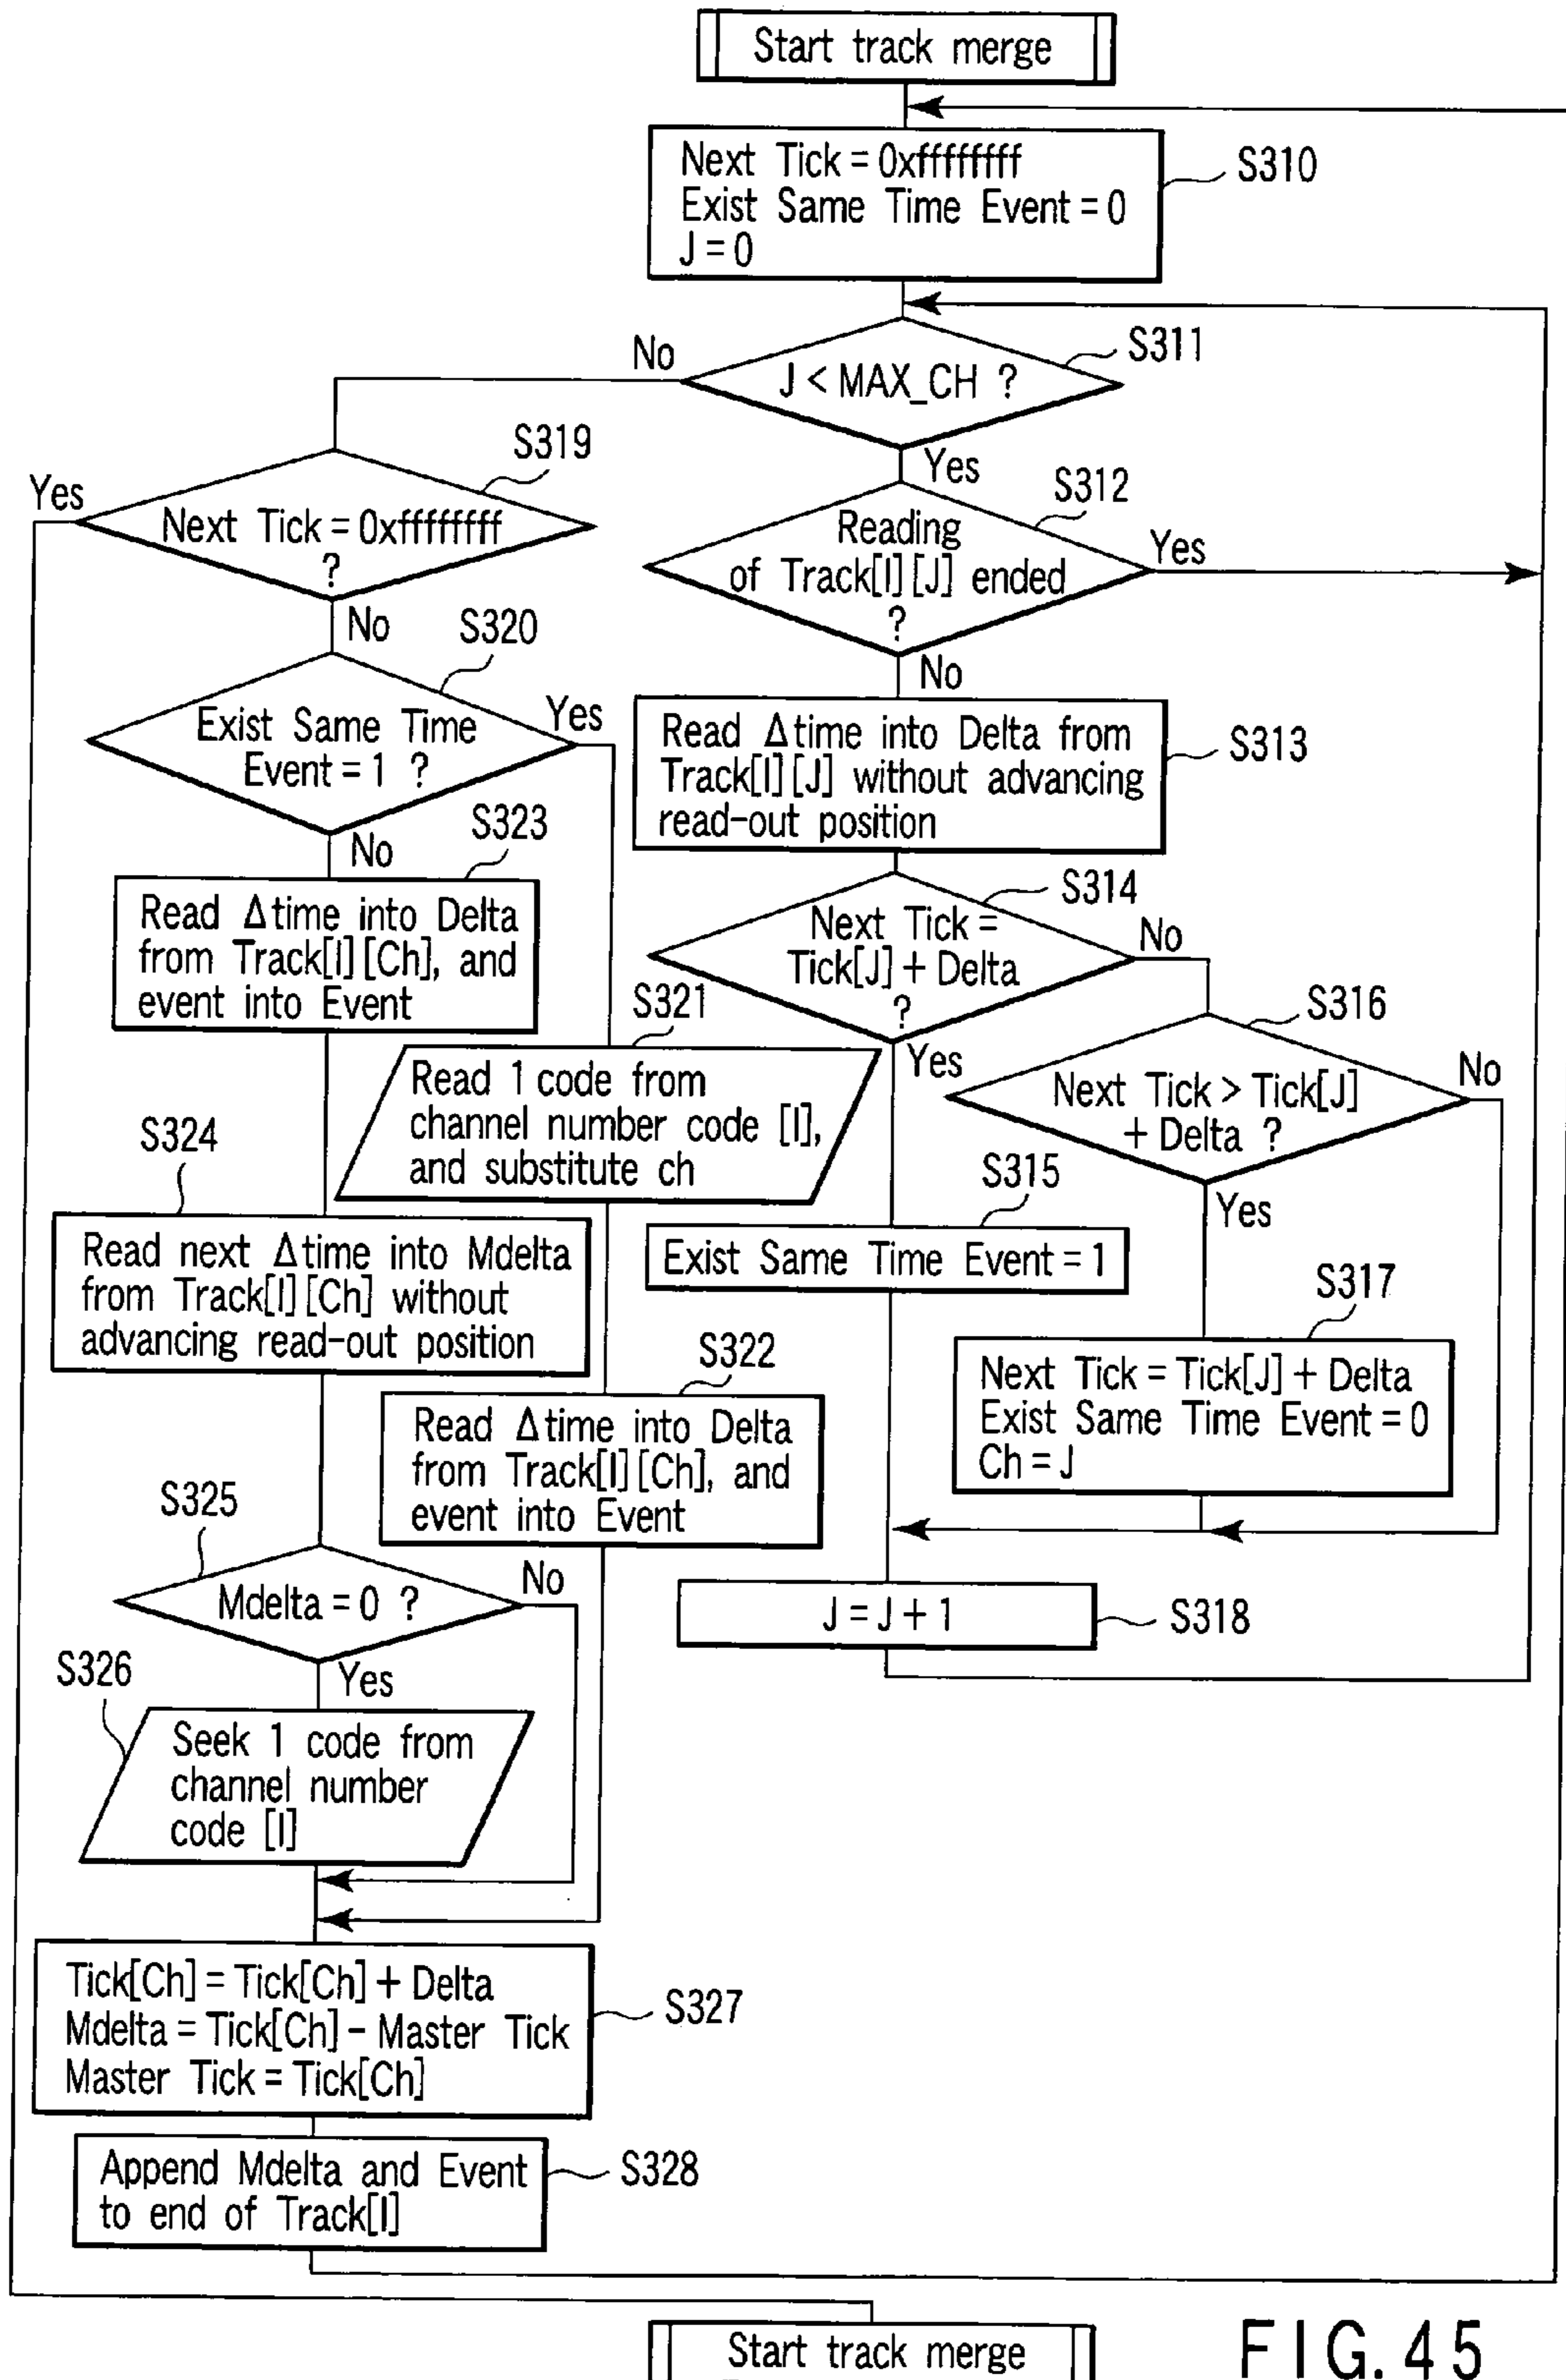 Start track merge
Next Tick = 0xffffffff
Exist Same Time Event = 0
J = 0
S310
J < MAX_CH ?
S311
No
Yes
S319
Next Tick = 0xffffffff
?
Yes
No
S312
Reading
of Track[I][J] ended
?
Yes
No
S320
Exist Same Time
Event = 1 ?
Yes
No
S313
Read Δtime into Delta from
Track[I][J] without advancing
read-out position
S323
Read Δtime into Delta
from Track[I][Ch], and
event into Event
S314
Next Tick =
Tick[J] + Delta
?
No
Yes
S321
Read 1 code from
channel number code [I],
and substitute ch
S316
Next Tick > Tick[J]
+ Delta ?
No
Yes
S324
Read next Δtime into Mdelta
from Track[I][Ch] without
advancing read-out position
S315
Exist Same Time Event = 1
S317
Next Tick = Tick[J] + Delta
Exist Same Time Event = 0
Ch = J
S322
Read Δtime into Delta
from Track[I][Ch], and
event into Event
S325
Mdelta = 0 ?
No
Yes
J = J + 1
S318
S326
Seek 1 code from
channel number
code [I]
Tick[Ch] = Tick[Ch] + Delta
Mdelta = Tick[Ch] - Master Tick
Master Tick = Tick[Ch]
S327
Append Mdelta and Event
to end of Track[I]
S328
Start track merge
FIG. 45